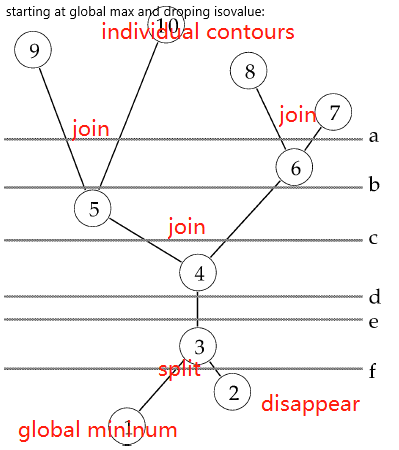 starting at global max and droping isovalue:
10
individual contours
9
8
7
join
join
a
6
b
5
join
c
4
d
e
3
split
f
2
disappear
1
global mininum